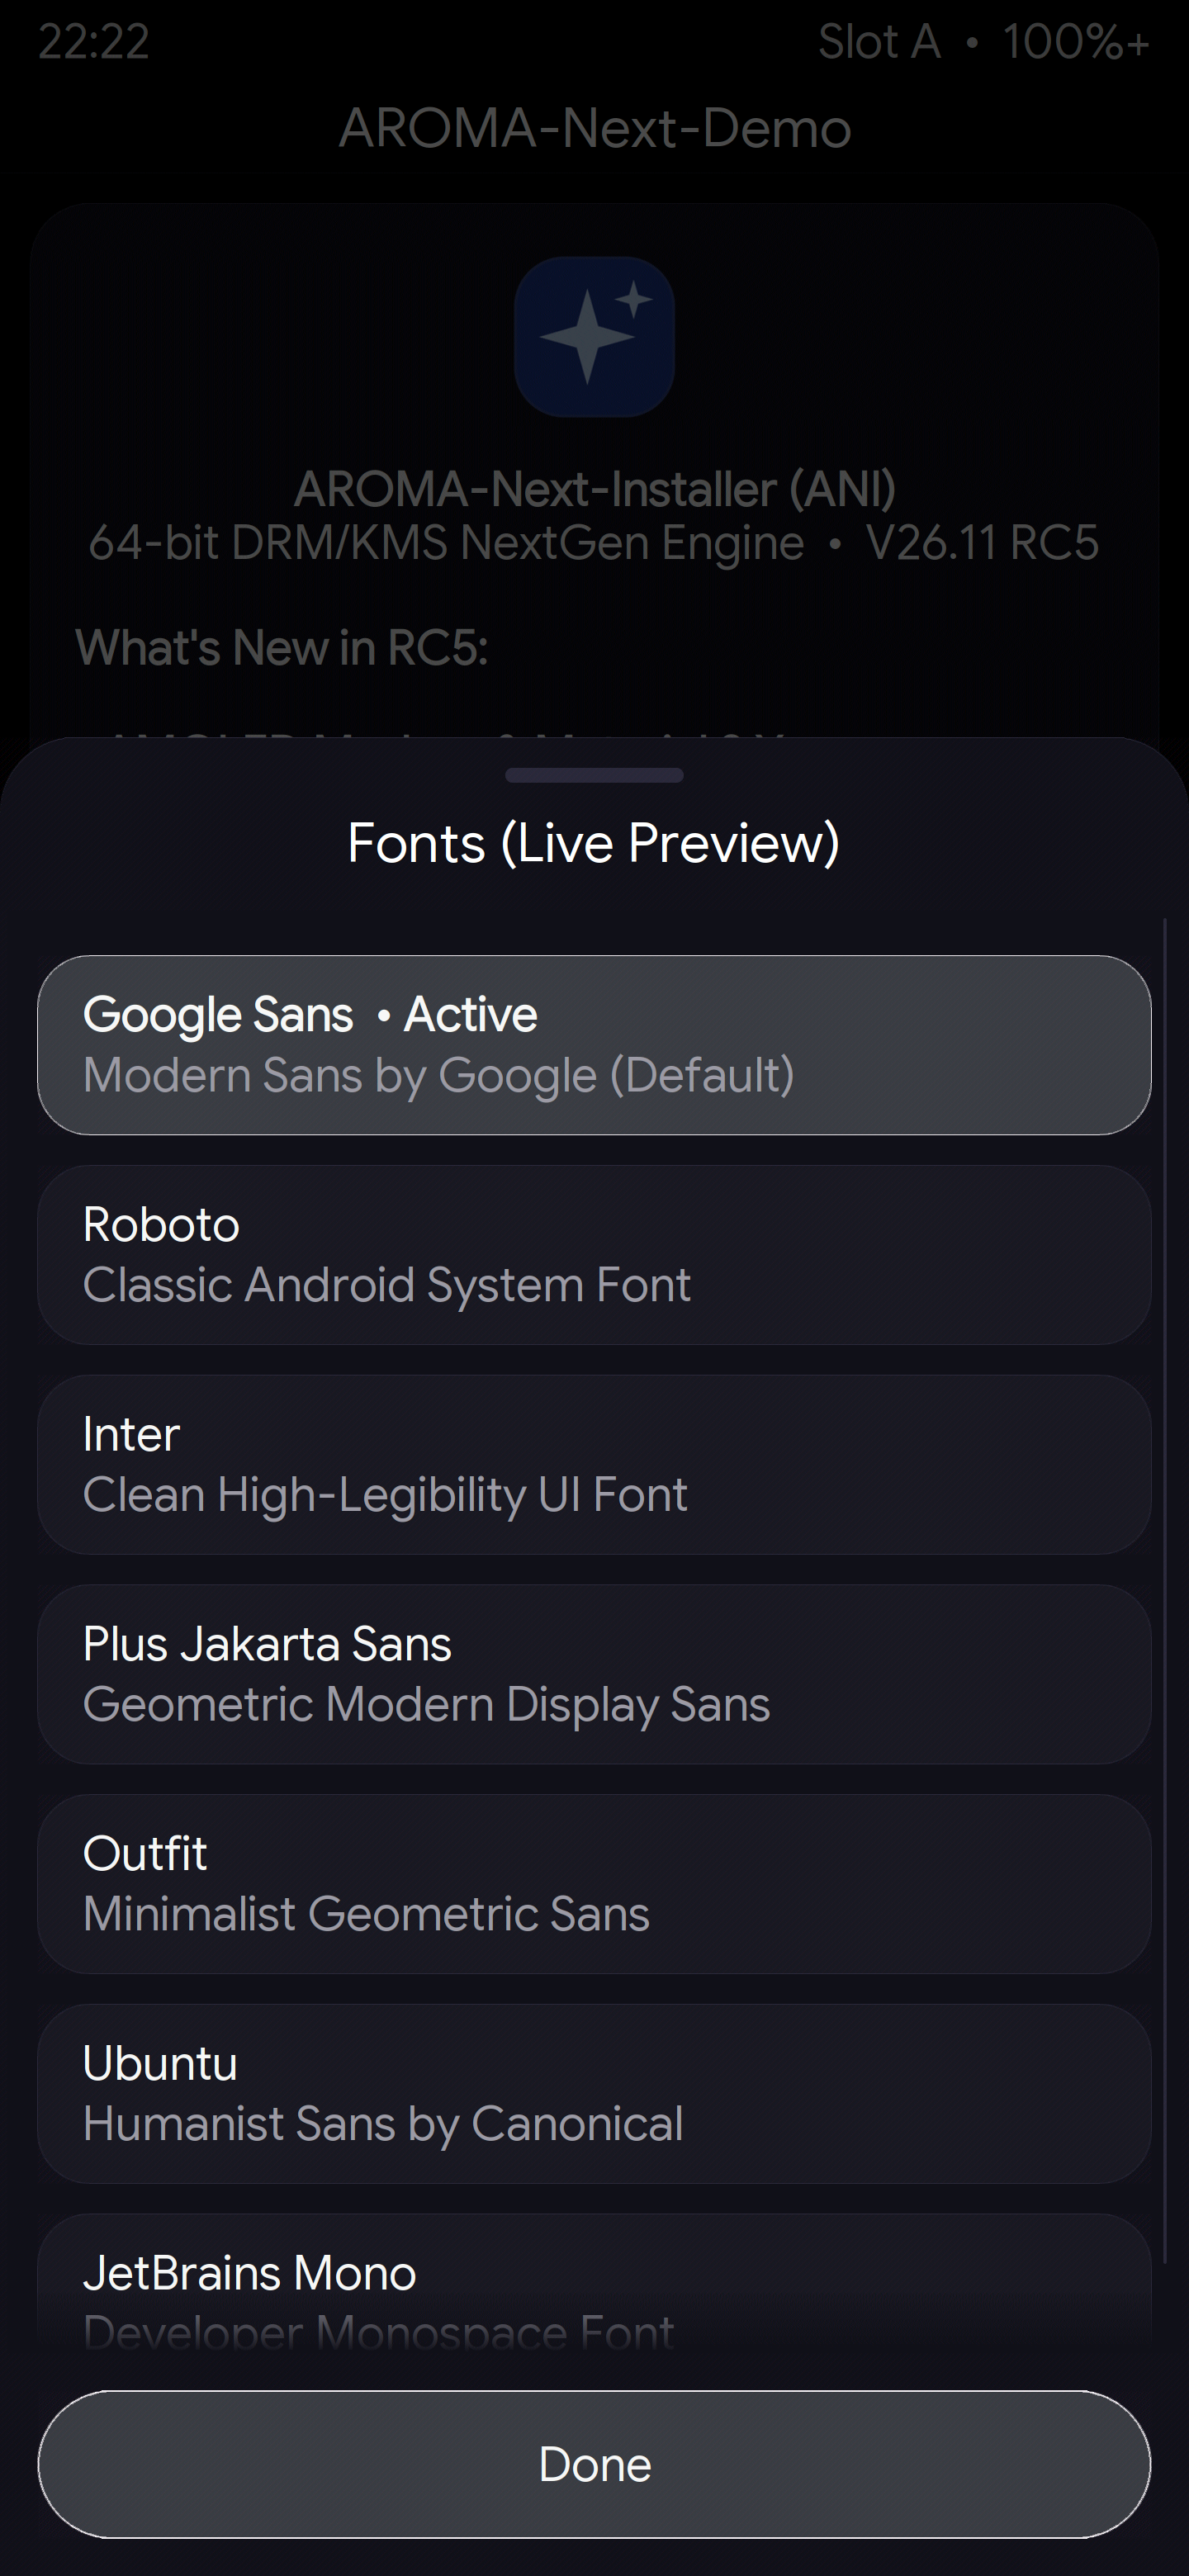 22:22
Slot A • 100%+
AROMA-Next-Demo
AROMA-Next-Installer (ANI)
64-bit DRM/KMS NextGen Engine • V26.11 RC5
What's New in RC5:
Fonts (Live Preview)
Google Sans • Active
Modern Sans by Google (Default)
Roboto
Classic Android System Font
Inter
Clean High-Legibility UI Font
Plus Jakarta Sans
Geometric Modern Display Sans
Outfit
Minimalist Geometric Sans
Ubuntu
Humanist Sans by Canonical
JetBrains Mono
Developer Monospace Font
Done